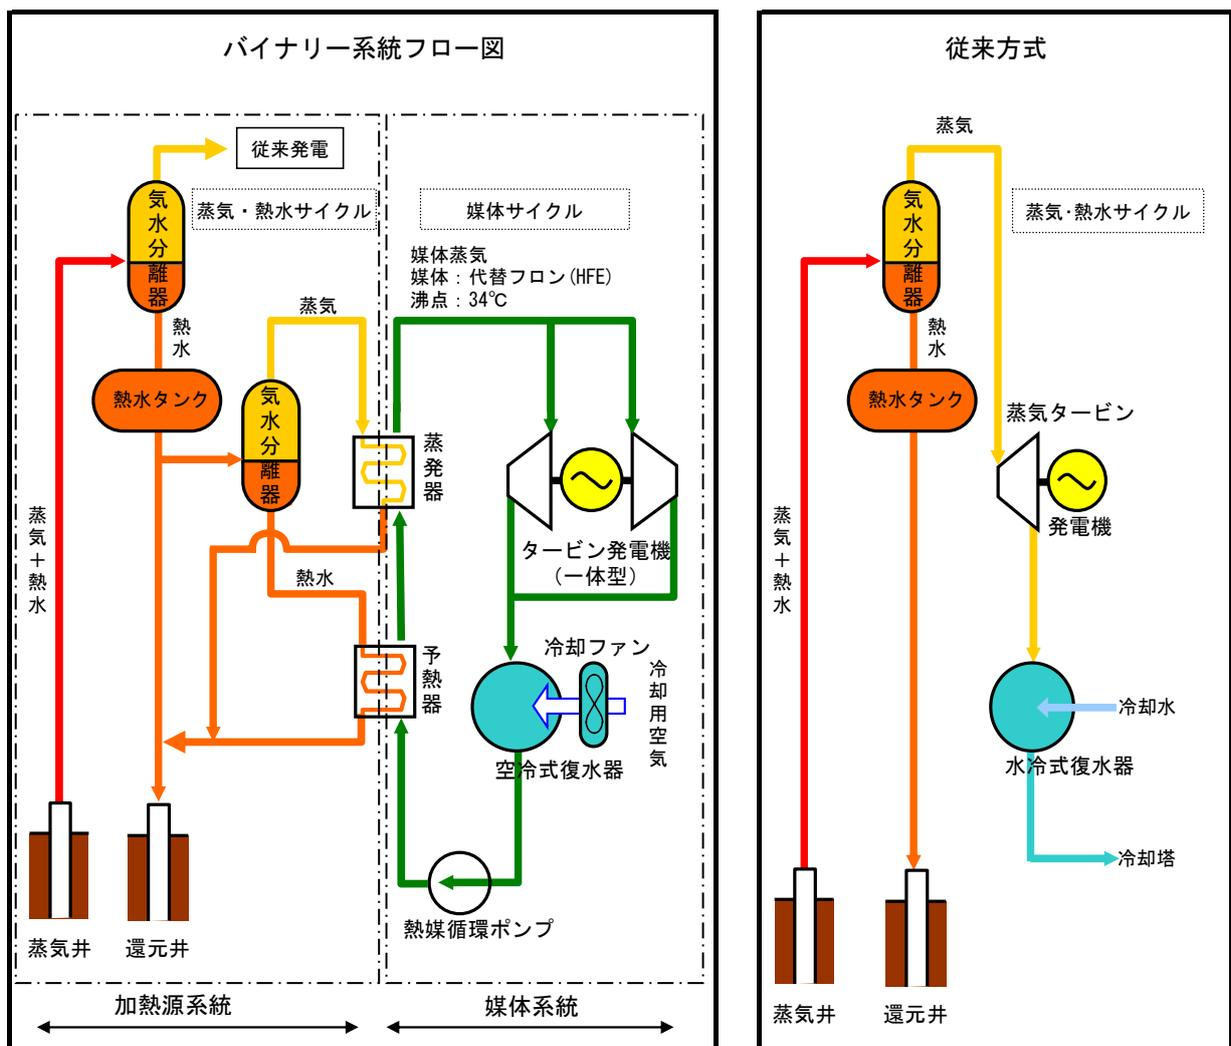 バイナリー系統フロー図
従来発電
気水分離器
蒸気・熱水サイクル
媒体サイクル
媒体蒸気
媒体：代替フロン(HFE)
沸点：34℃
蒸気
熱水
熱水タンク
気水分離器
蒸発器
蒸気＋熱水
タービン発電機
（一体型）
熱水
予熱器
冷却ファン
冷却用空気
空冷式復水器
熱媒循環ポンプ
蒸気井
還元井
加熱源系統
媒体系統
従来方式
蒸気
気水分離器
蒸気･熱水サイクル
熱水
熱水タンク
蒸気タービン
発電機
蒸気＋熱水
冷却水
水冷式復水器
冷却塔
蒸気井
還元井